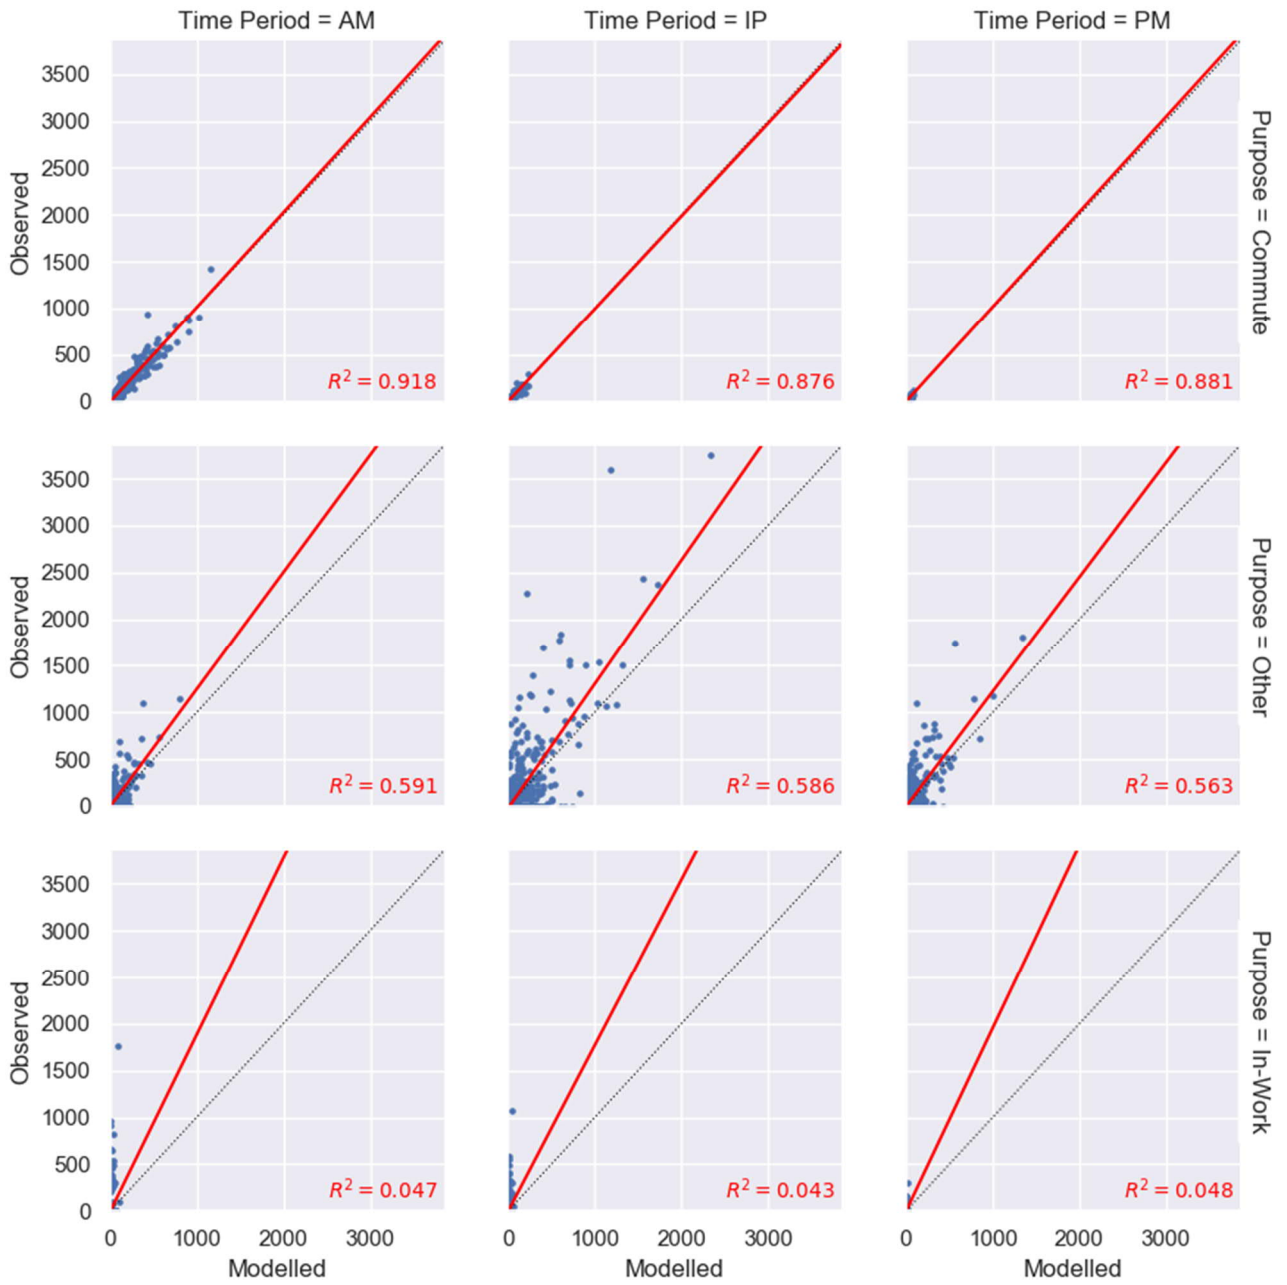 Time Period = AM
Time Period = IP
Time Period = PM
3500
3000
2500
2000
1500
1000
500
0
Observed
R² = 0.918
R² = 0.876
R² = 0.881
Purpose = Commute
3500
3000
2500
2000
1500
1000
500
0
Observed
R² = 0.591
R² = 0.586
R² = 0.563
Purpose = Other
3500
3000
2500
2000
1500
1000
500
0
Observed
R² = 0.047
R² = 0.043
R² = 0.048
Purpose = In-Work
0 1000 2000 3000
0 1000 2000 3000
0 1000 2000 3000
Modelled
Modelled
Modelled